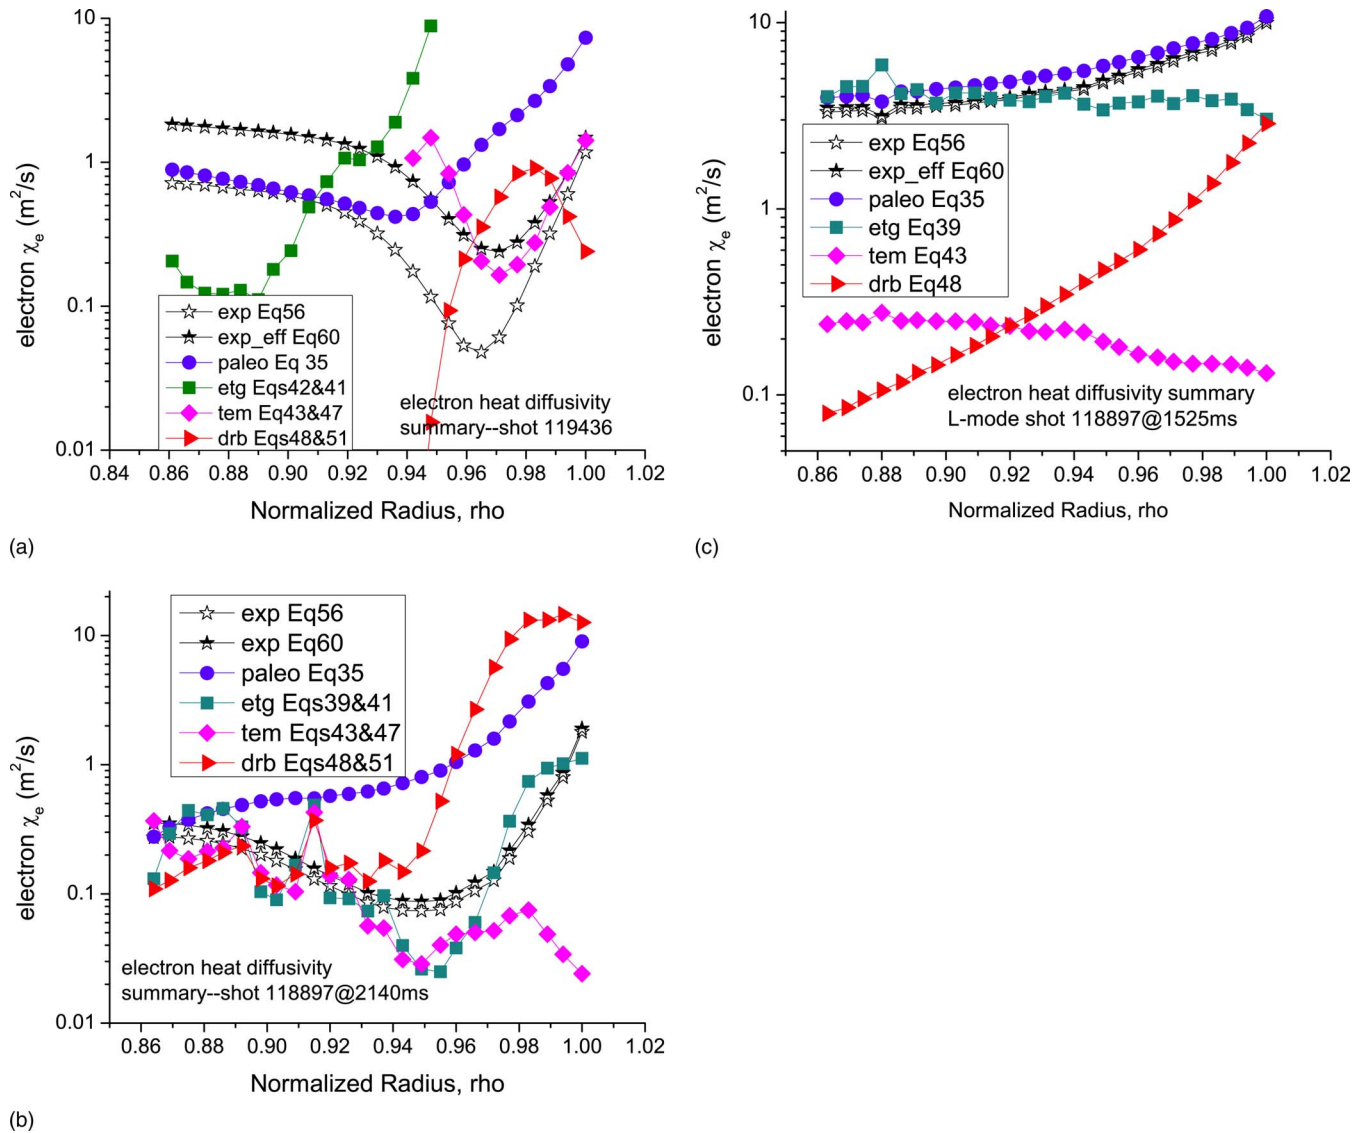 (a)
electron χe (m²/s)
10
1
0.1
0.01
exp Eq56
exp_eff Eq60
paleo Eq 35
etg Eqs42&41
tem Eq43&47
drb Eqs48&51
electron heat diffusivity
summary--shot 119436
0.84 0.86 0.88 0.90 0.92 0.94 0.96 0.98 1.00 1.02
Normalized Radius, rho
(c)
electron χe (m²/s)
10
1
0.1
exp Eq56
exp_eff Eq60
paleo Eq35
etg Eq39
tem Eq43
drb Eq48
electron heat diffusivity summary
L-mode shot 118897@1525ms
0.86 0.88 0.90 0.92 0.94 0.96 0.98 1.00 1.02
Normalized Radius, rho
(b)
electron χe (m²/s)
10
1
0.1
0.01
exp Eq56
exp Eq60
paleo Eq35
etg Eqs39&41
tem Eqs43&47
drb Eqs48&51
electron heat diffusivity
summary--shot 118897@2140ms
0.86 0.88 0.90 0.92 0.94 0.96 0.98 1.00 1.02
Normalized Radius, rho